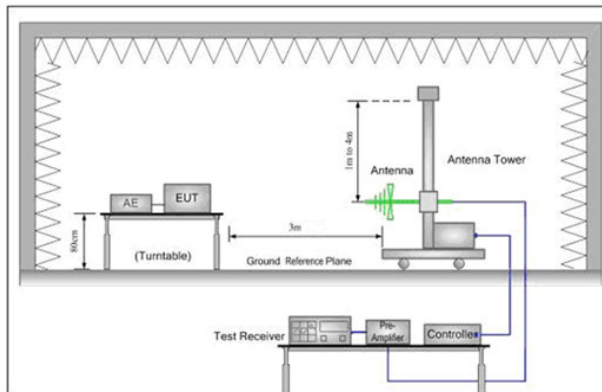 1m to 4m
Antenna
Antenna Tower
AE
EUT
80cm
(Turntable)
3m
Ground Reference Plane
Test Receiver
Pre-
Amplifier
Controller